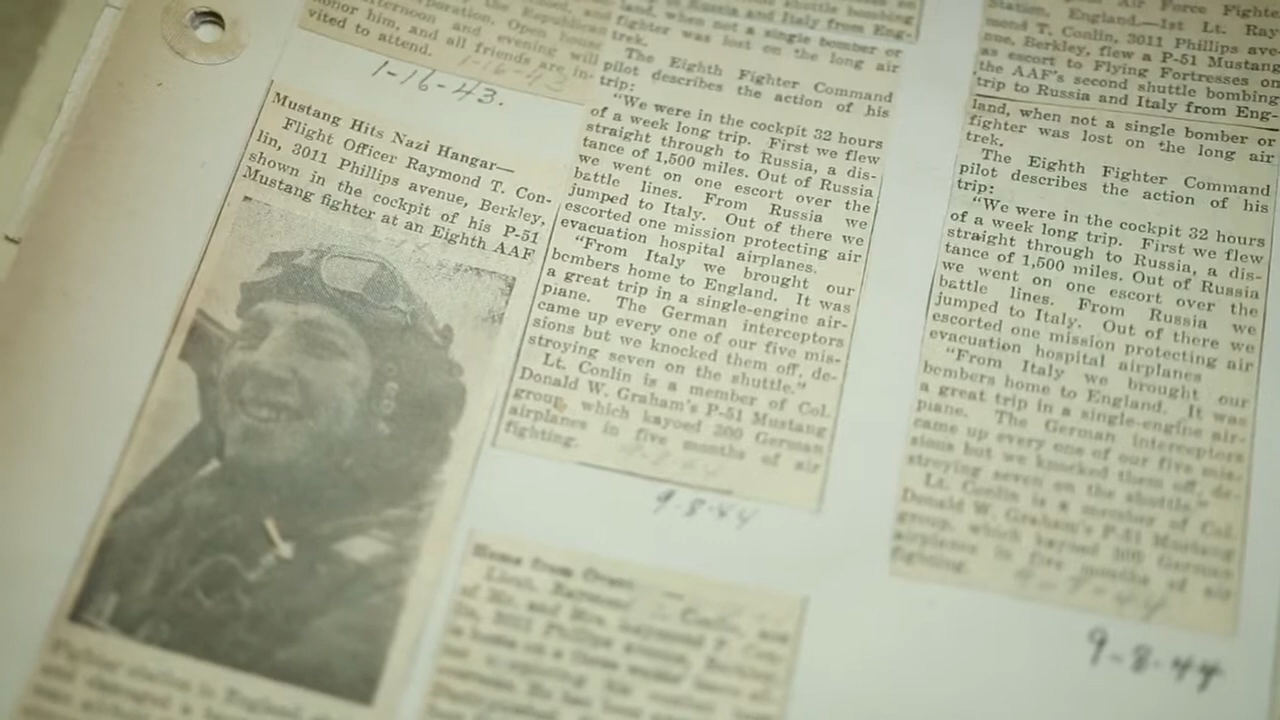 vited to attend.
1-16-43.
Mustang Hits Nazi Hangar—
Flight Officer Raymond T. Con-
lin, 3011 Phillips avenue, Berkley,
shown in the cockpit of his P-51
Mustang fighter at an Eighth AAF
fighter was lost on the long air
trek.
The Eighth Fighter Command
pilot describes the action of his
trip:
"We were in the cockpit 32 hours
of a week long trip. First we flew
straight through to Russia, a dis-
tance of 1,500 miles. Out of Russia
we went on one escort over the
battle lines. From Russia we
jumped to Italy. Out of there we
escorted one mission protecting air
evacuation hospital airplanes.
"From Italy we brought our
bombers home to England. It was
a great trip in a single-engine air-
plane. The German interceptors
came up every one of our five mis-
sions but we knocked them off, de-
stroying seven on the shuttle."
Lt. Conlin is a member of Col.
Donald W. Graham's P-51 Mustang
group, which kayoed 200 German
airplanes in five months of air
fighting.
9-8-44
Station, England.—1st Lt. Ray
mond T. Conlin, 3011 Phillips ave-
nue, Berkley, flew a P-51 Mustang
as escort to Flying Fortresses on
the AAF's second shuttle bombing
trip to Russia and Italy from Eng-
land, when not a single bomber or
fighter was lost on the long air
trek.
The Eighth Fighter Command
pilot describes the action of his
trip:
"We were in the cockpit 32 hours
of a week long trip. First we flew
straight through to Russia, a dis-
tance of 1,500 miles. Out of Russia
we went on one escort over the
battle lines. From Russia we
jumped to Italy. Out of there we
escorted one mission protecting air
evacuation hospital airplanes
"From Italy we brought our
bembers home to England. It was
a great trip in a single-engine air-
plane. The German interceptors
came up every one of our five mis-
sions but we knocked them off, de-
stroying seven on the shuttle."
Lt. Conlin is a member of Col.
Donald W. Graham's P-51 Mustang
group, which kayoed 200 German
airplanes in five months of air
fighting.
9-8-44